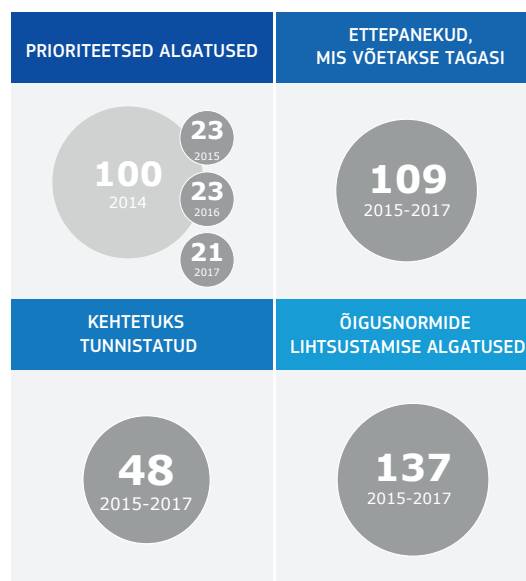 PRIORITEETSED ALGATUSED
ETTEPANEKUD,
MIS VÕETAKSE TAGASI
100
2014
23
2015
23
2016
21
2017
109
2015-2017
KEHTETUKS
TUNNISTATUD
ÕIGUSNORMIDE
LIHTSUSTAMISE ALGATUSED
48
2015-2017
137
2015-2017